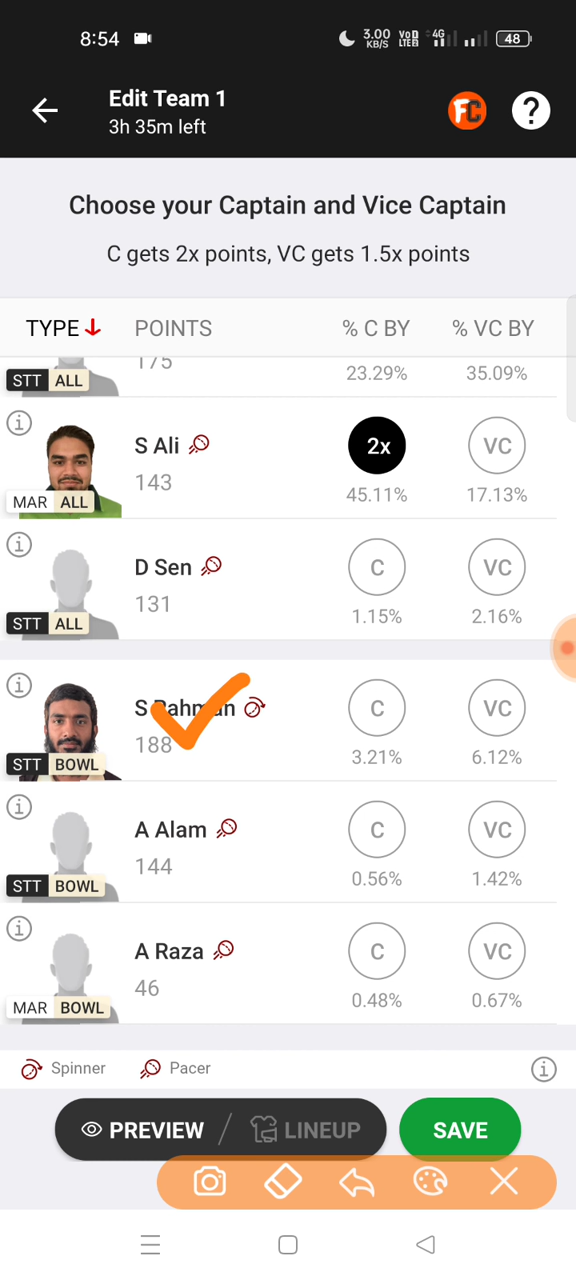 8:54 3.00 KB/S VoD LTE2 4G 48
Edit Team 1
3h 35m left
FC ?
Choose your Captain and Vice Captain
C gets 2x points, VC gets 1.5x points
TYPE POINTS % C BY % VC BY
175
STT ALL 23.29% 35.09%
S Ali 2x VC
143
MAR ALL 45.11% 17.13%
D Sen C VC
131
STT ALL 1.15% 2.16%
S Rahman C VC
188
STT BOWL 3.21% 6.12%
A Alam C VC
144
STT BOWL 0.56% 1.42%
A Raza C VC
46
MAR BOWL 0.48% 0.67%
Spinner Pacer
PREVIEW / LINEUP SAVE